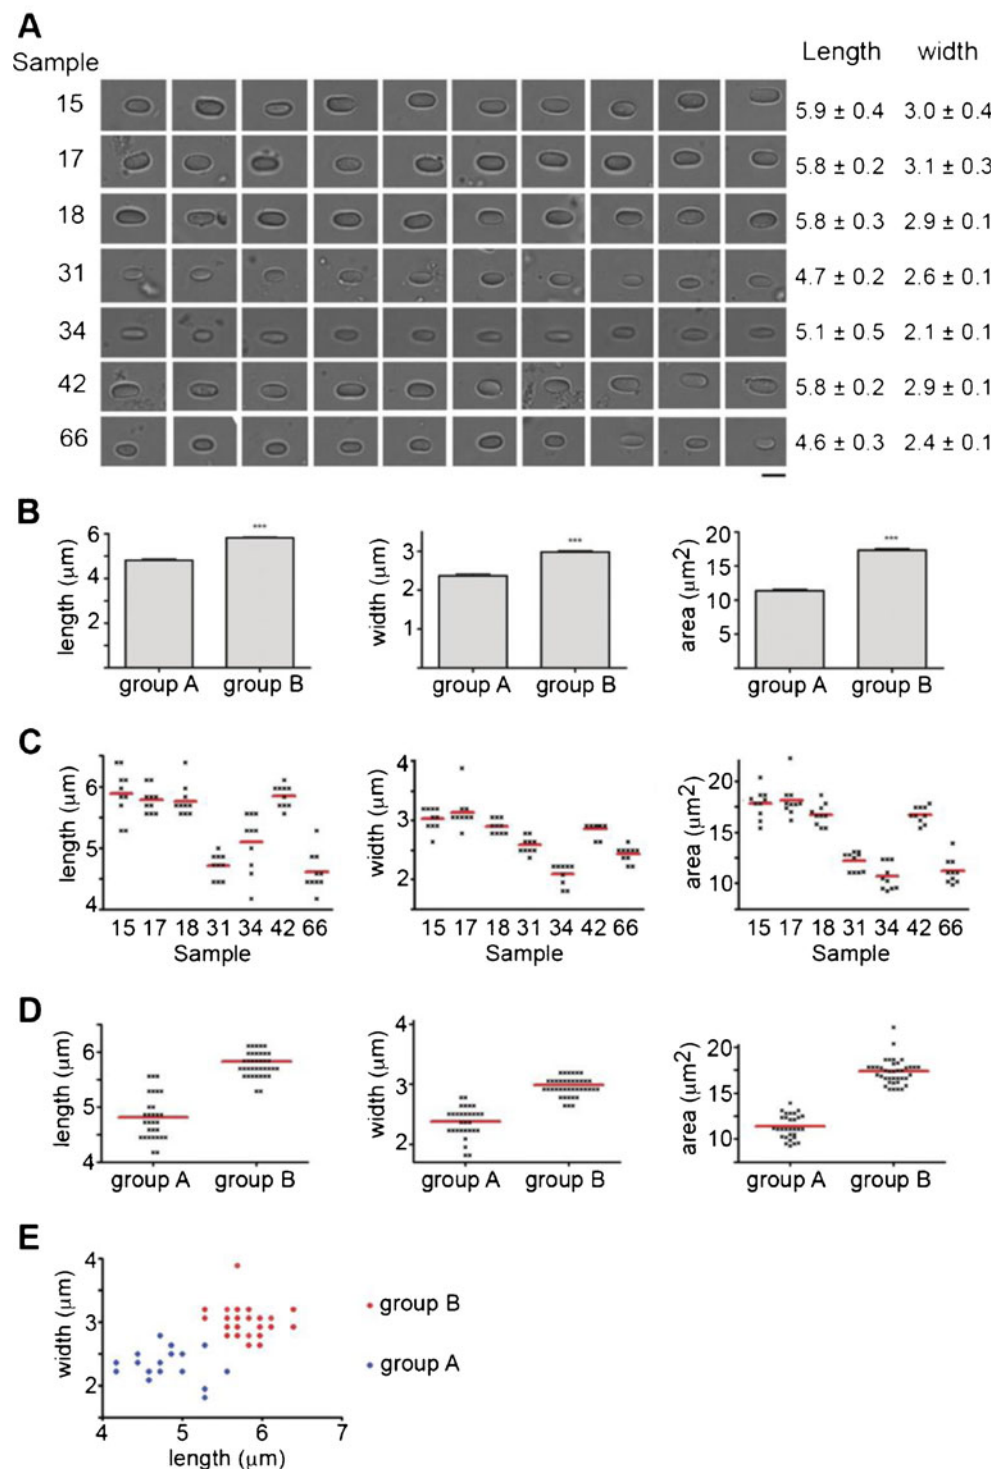 A
Sample Length width
15 5.9 ± 0.4 3.0 ± 0.4
17 5.8 ± 0.2 3.1 ± 0.3
18 5.8 ± 0.3 2.9 ± 0.1
31 4.7 ± 0.2 2.6 ± 0.1
34 5.1 ± 0.5 2.1 ± 0.1
42 5.8 ± 0.2 2.9 ± 0.1
66 4.6 ± 0.3 2.4 ± 0.1
B
length (μm)
6
4
2
***
group A group B
width (μm)
3
2
1
***
group A group B
area (μm2)
20
15
10
5
***
group A group B
C
length (μm)
6
5
4
15 17 18 31 34 42 66
Sample
width (μm)
4
3
2
15 17 18 31 34 42 66
Sample
area (μm2)
20
15
10
15 17 18 31 34 42 66
Sample
D
length (μm)
6
5
4
group A group B
width (μm)
4
3
2
group A group B
area (μm2)
20
15
10
group A group B
E
width (μm)
4
3
2
4 5 6 7
length (μm)
group B
group A